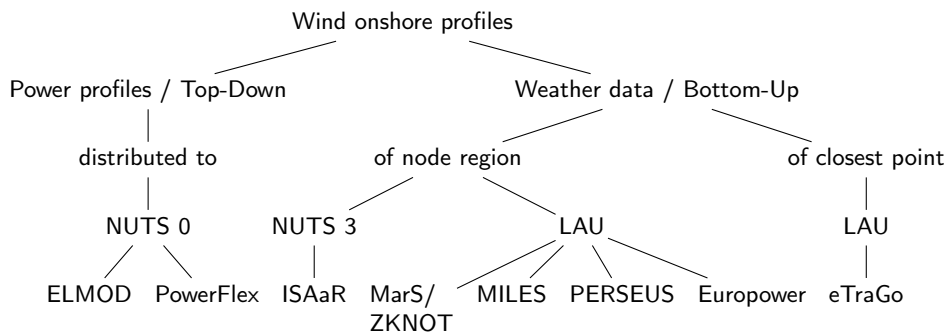 Wind onshore profiles
Power profiles / Top-Down
Weather data / Bottom-Up
distributed to
of node region
of closest point
NUTS 0
NUTS 3
LAU
LAU
ELMOD
PowerFlex
ISAaR
MarS/
ZKNOT
MILES
PERSEUS
Europower
eTraGo